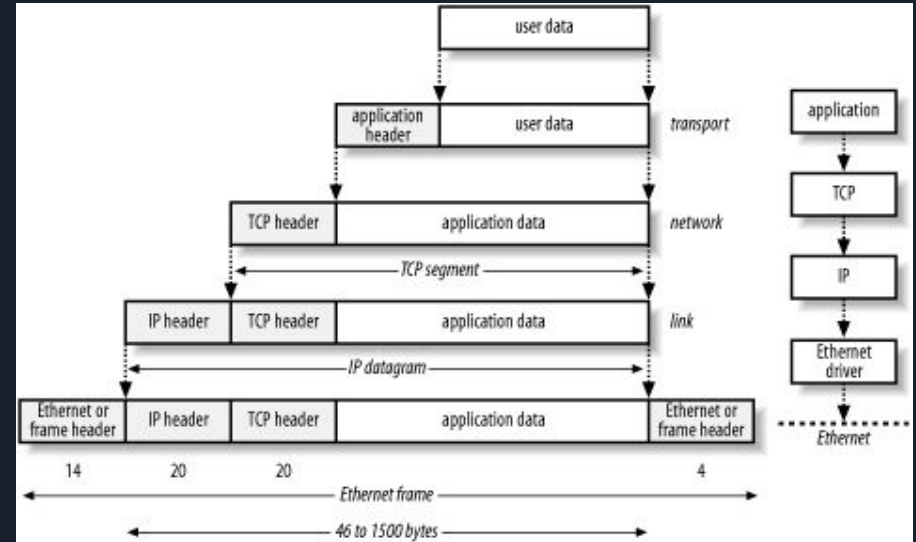 user data
application
header
user data
transport
application
TCP header
application data
network
TCP
TCP segment
IP header
TCP header
application data
link
IP
IP datagram
Ethernet
driver
Ethernet or
frame header
IP header
TCP header
application data
Ethernet or
frame header
Ethernet
14
20
20
4
Ethernet frame
46 to 1500 bytes